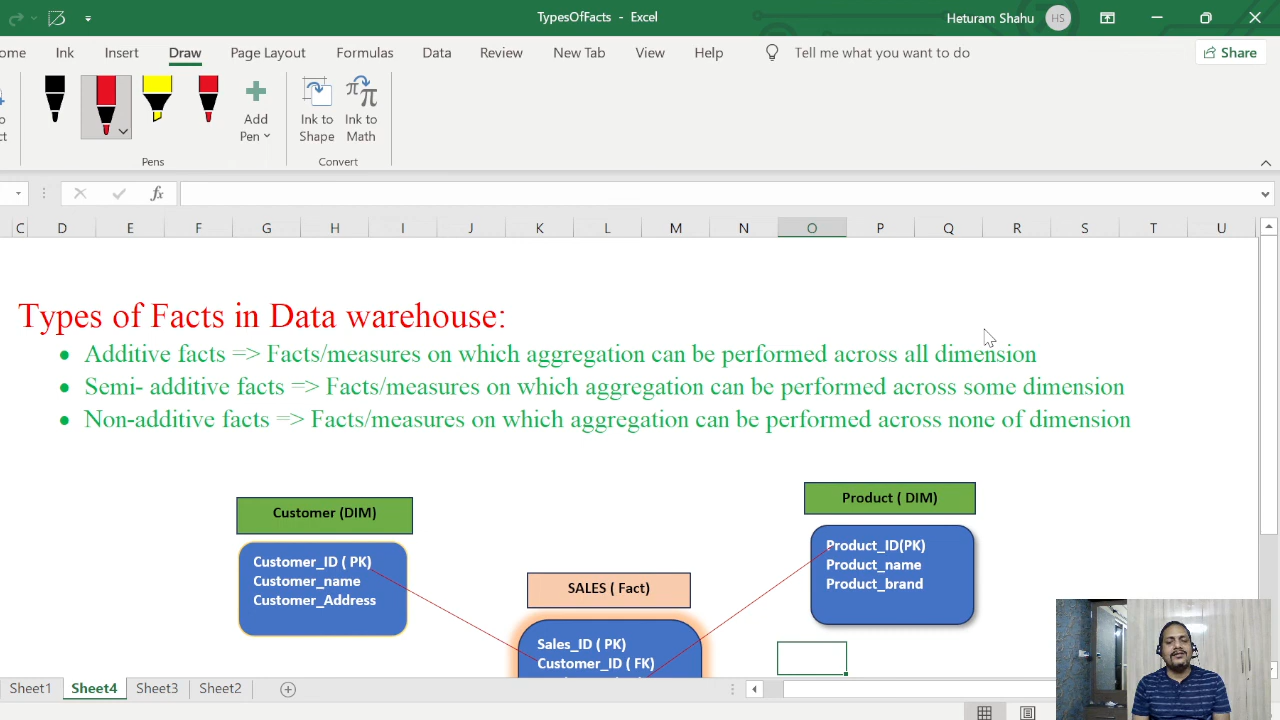 TypesOfFacts - Excel
Heturam Shahu
HS
ome Ink Insert Draw Page Layout Formulas Data Review New Tab View Help Tell me what you want to do Share
Add Pen
Ink to Shape
Ink to Math
Pens
Convert
fx
C D E F G H I J K L M N O P Q R S T U
Types of Facts in Data warehouse:
• Additive facts => Facts/measures on which aggregation can be performed across all dimension
• Semi- additive facts => Facts/measures on which aggregation can be performed across some dimension
• Non-additive facts => Facts/measures on which aggregation can be performed across none of dimension
Customer (DIM)
Customer_ID ( PK)
Customer_name
Customer_Address
SALES ( Fact)
Sales_ID ( PK)
Customer_ID ( FK)
Product ( DIM)
Product_ID(PK)
Product_name
Product_brand
Sheet1 Sheet4 Sheet3 Sheet2